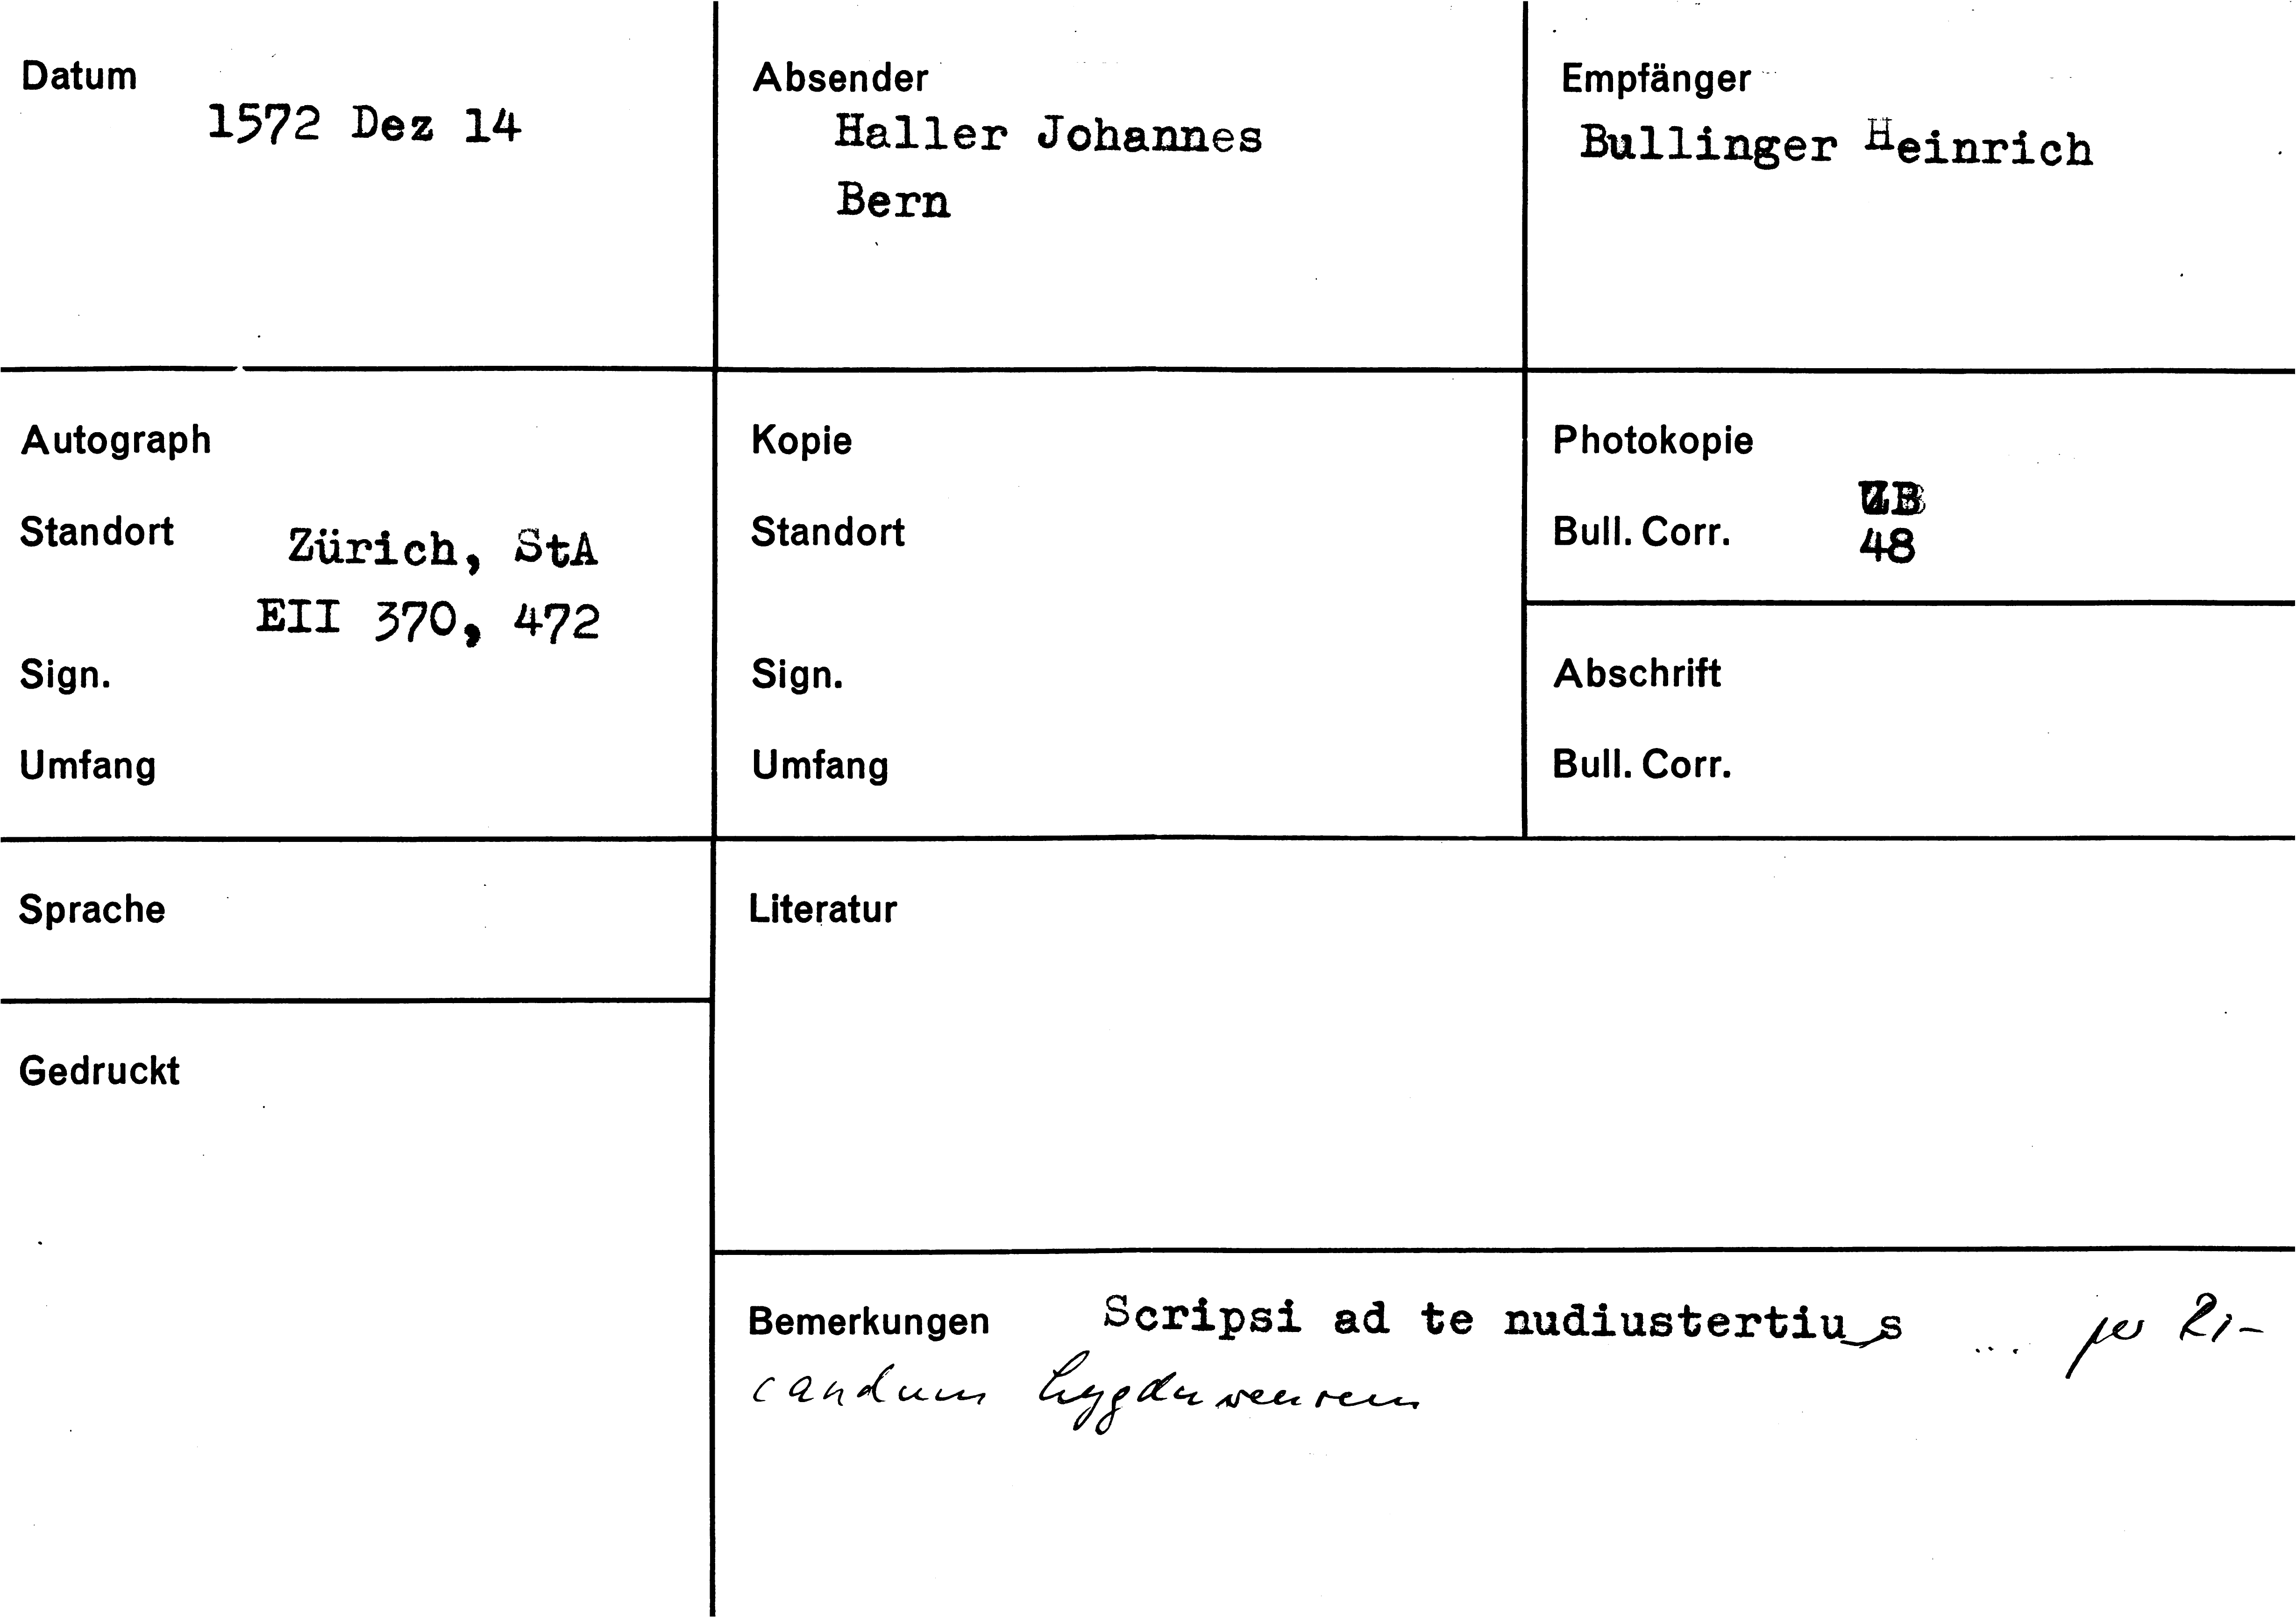 Datum
1572 Dez 14
Absender
Haller Johannes
Bern
Empfänger
Bullinger Heinrich
Autograph
Standort
Zürich, StA
EII 370, 472
Sign.
Umfang
Kopie
Standort
Sign.
Umfang
Photokopie
ZB
Bull. Corr. 48
Abschrift
Bull. Corr.
Sprache
Gedruckt
Literatur
Bemerkungen Scripsi ad te nudiustertius ... per Ri-
candum